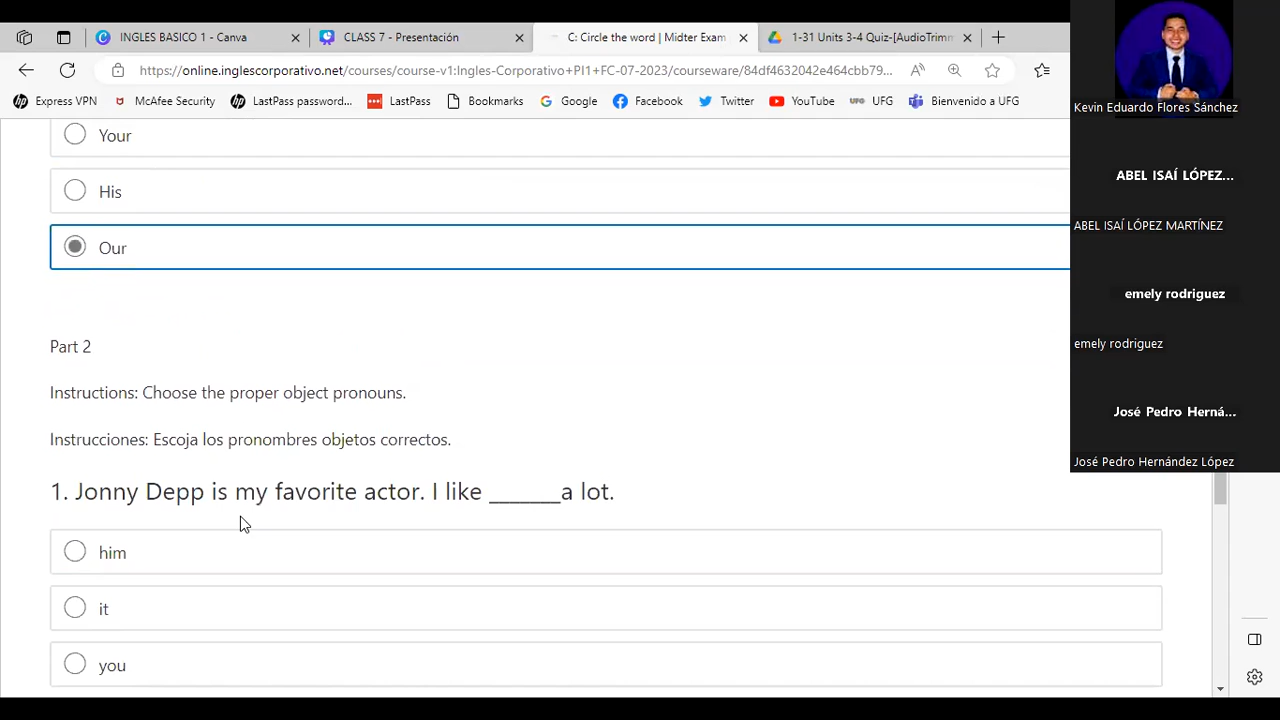 INGLES BASICO 1 - Canva
CLASS 7 - Presentación
C: Circle the word | Midter Exam
1-31 Units 3-4 Quiz-[AudioTrimm
https://online.inglescorporativo.net/courses/course-v1:Ingles-Corporativo+PI1+FC-07-2023/courseware/84df4632042e464cbb79...
Express VPN
McAfee Security
LastPass password...
LastPass
Bookmarks
Google
Facebook
Twitter
YouTube
UFG
Bienvenido a UFG
Your
His
Our
Part 2
Instructions: Choose the proper object pronouns.
Instrucciones: Escoja los pronombres objetos correctos.
1. Jonny Depp is my favorite actor. I like _______a lot.
him
it
you
Kevin Eduardo Flores Sánchez
ABEL ISAÍ LÓPEZ...
ABEL ISAÍ LÓPEZ MARTÍNEZ
emely rodriguez
emely rodriguez
José Pedro Herná...
José Pedro Hernández López